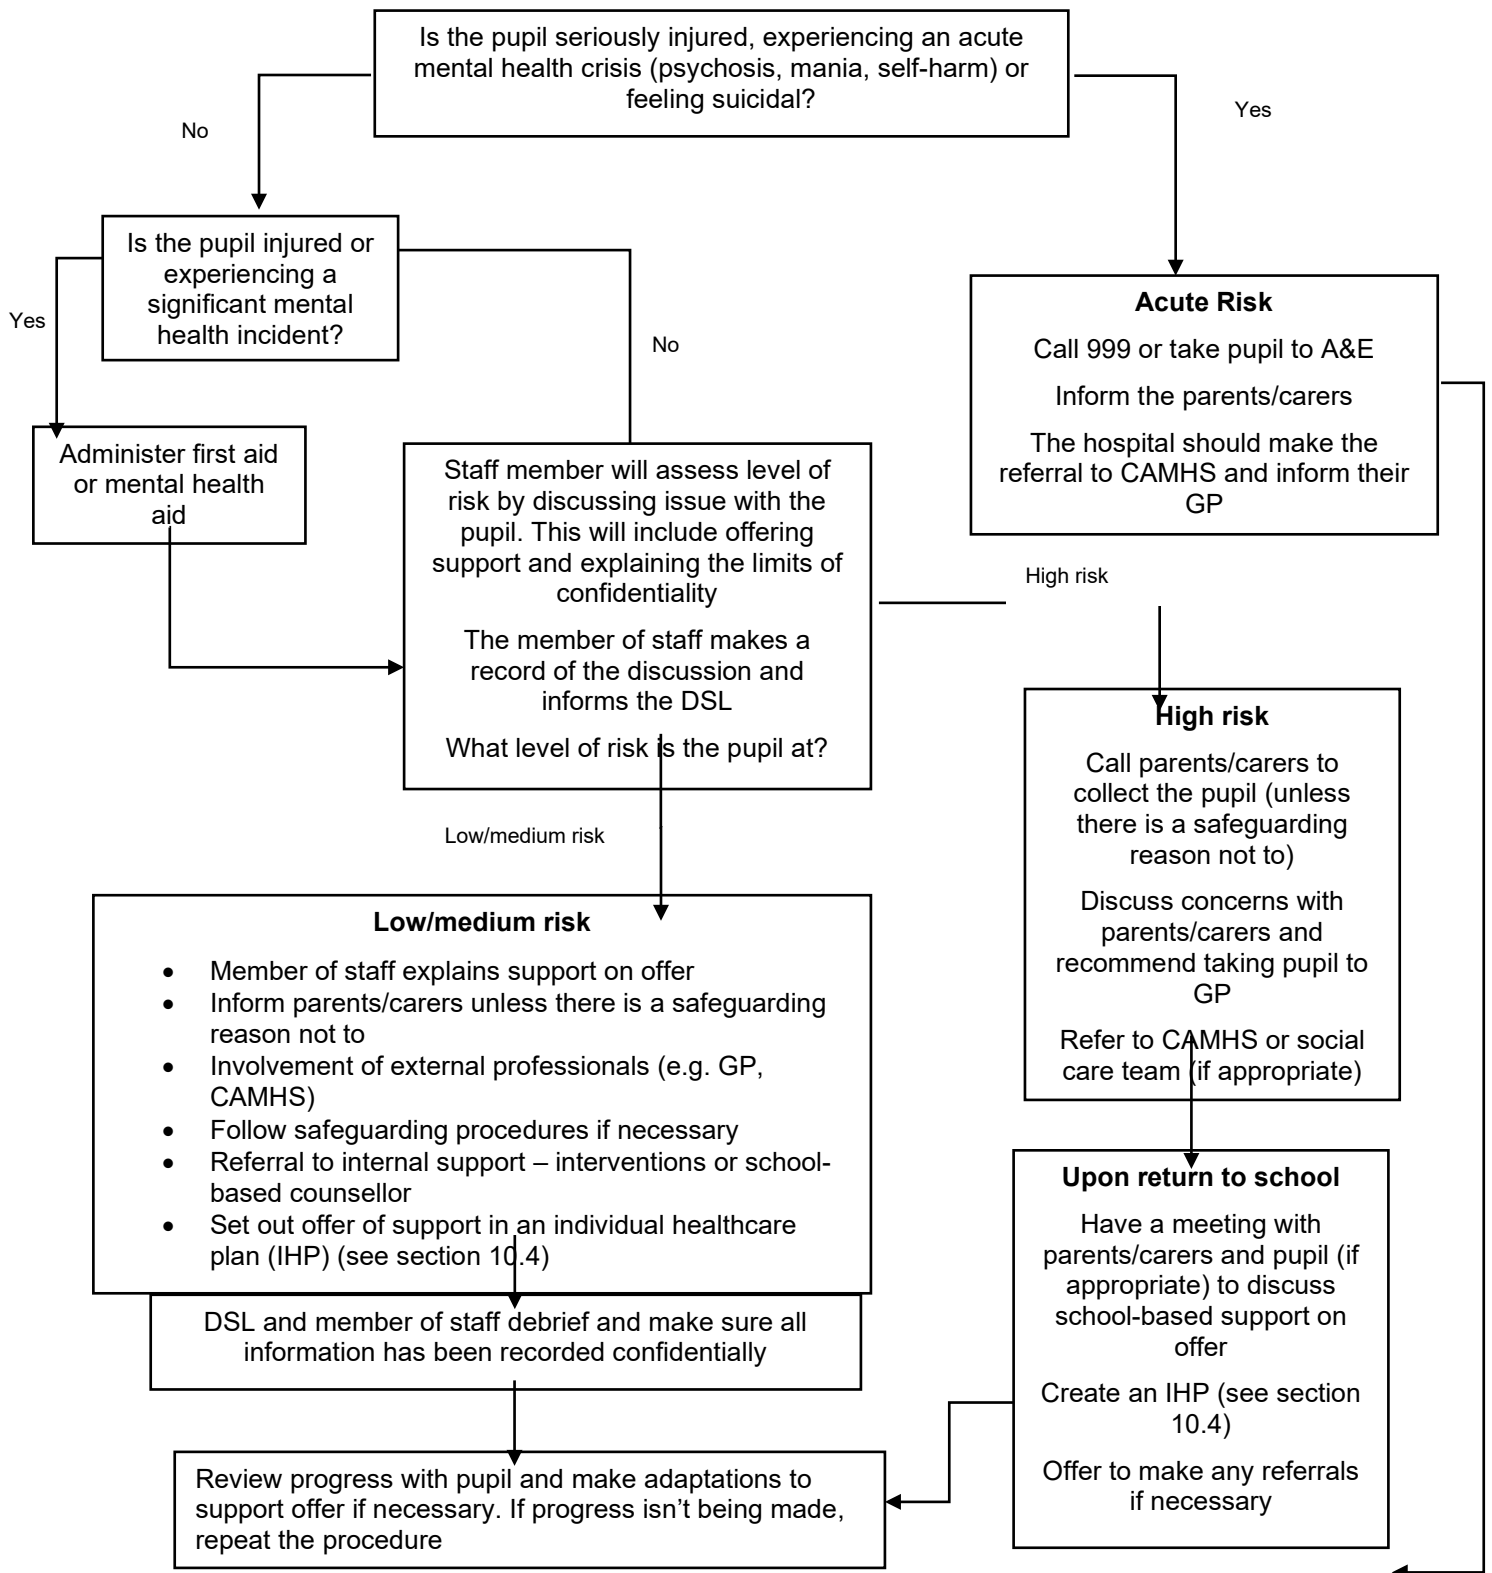 Is the pupil seriously injured, experiencing an acute
mental health crisis (psychosis, mania, self-harm) or
feeling suicidal?
No
Yes
Is the pupil injured or
experiencing a
significant mental
health incident?
Yes
No
Acute Risk
Call 999 or take pupil to A&E
Inform the parents/carers
The hospital should make the
referral to CAMHS and inform their
GP
Administer first aid
or mental health
aid
Staff member will assess level of
risk by discussing issue with the
pupil. This will include offering
support and explaining the limits of
confidentiality
The member of staff makes a
record of the discussion and
informs the DSL
What level of risk is the pupil at?
High risk
High risk
Call parents/carers to
collect the pupil (unless
there is a safeguarding
reason not to)
Discuss concerns with
parents/carers and
recommend taking pupil to
GP
Refer to CAMHS or social
care team (if appropriate)
Low/medium risk
Low/medium risk
• Member of staff explains support on offer
• Inform parents/carers unless there is a safeguarding
reason not to
• Involvement of external professionals (e.g. GP,
CAMHS)
• Follow safeguarding procedures if necessary
• Referral to internal support – interventions or school-
based counsellor
• Set out offer of support in an individual healthcare
plan (IHP) (see section 10.4)
Upon return to school
Have a meeting with
parents/carers and pupil (if
appropriate) to discuss
school-based support on
offer
Create an IHP (see section
10.4)
Offer to make any referrals
if necessary
DSL and member of staff debrief and make sure all
information has been recorded confidentially
Review progress with pupil and make adaptations to
support offer if necessary. If progress isn’t being made,
repeat the procedure